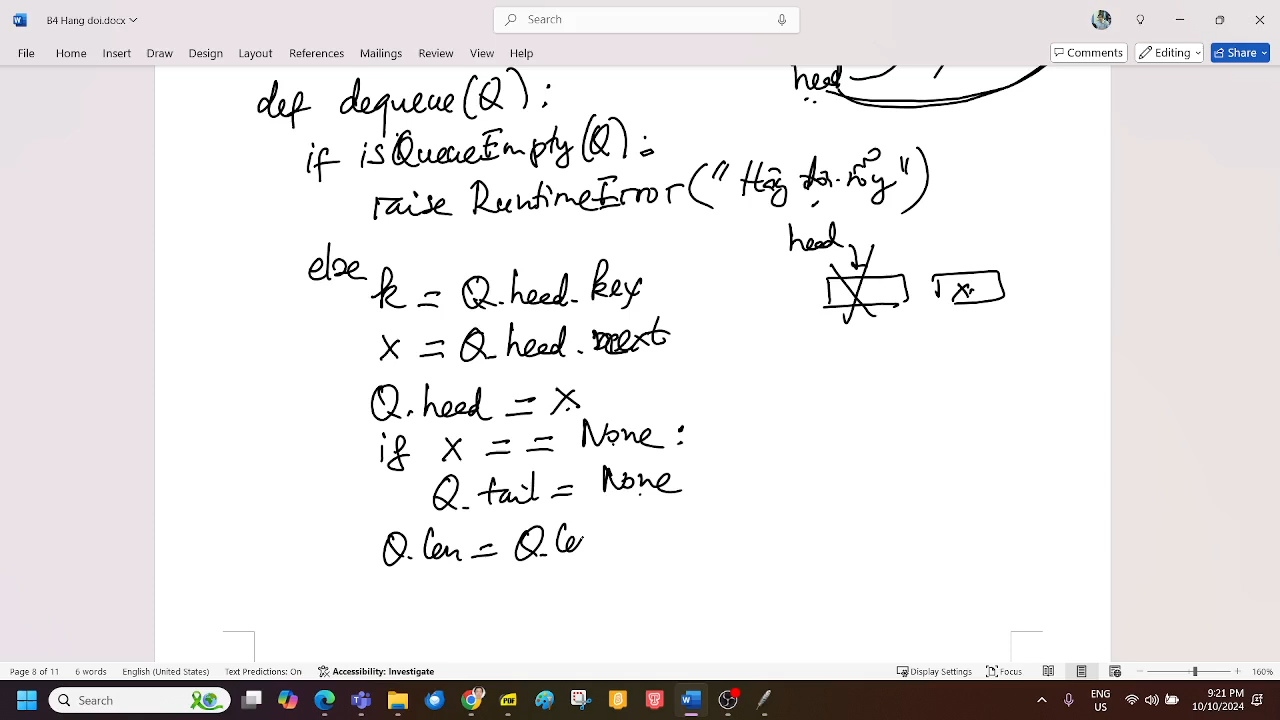 B4 Hang doi.docx
Search
File Home Insert Draw Design Layout References Mailings Review View Help
Comments Editing Share
head
def dequeue(Q):
if isQueueEmpty(Q):
raise RuntimeError("Hàng đợi rỗng")
head
else
k = Q.head.key
x
x = Q.head.next
Q.head = x
if x == None:
Q.tail = None
Q.len = Q.le
Page 8 of 11 6 words English (United States) Text Predictions: On Accessibility: Investigate Display Settings Focus 160%
Search
PDF
ENG
US
9:21 PM
10/10/2024